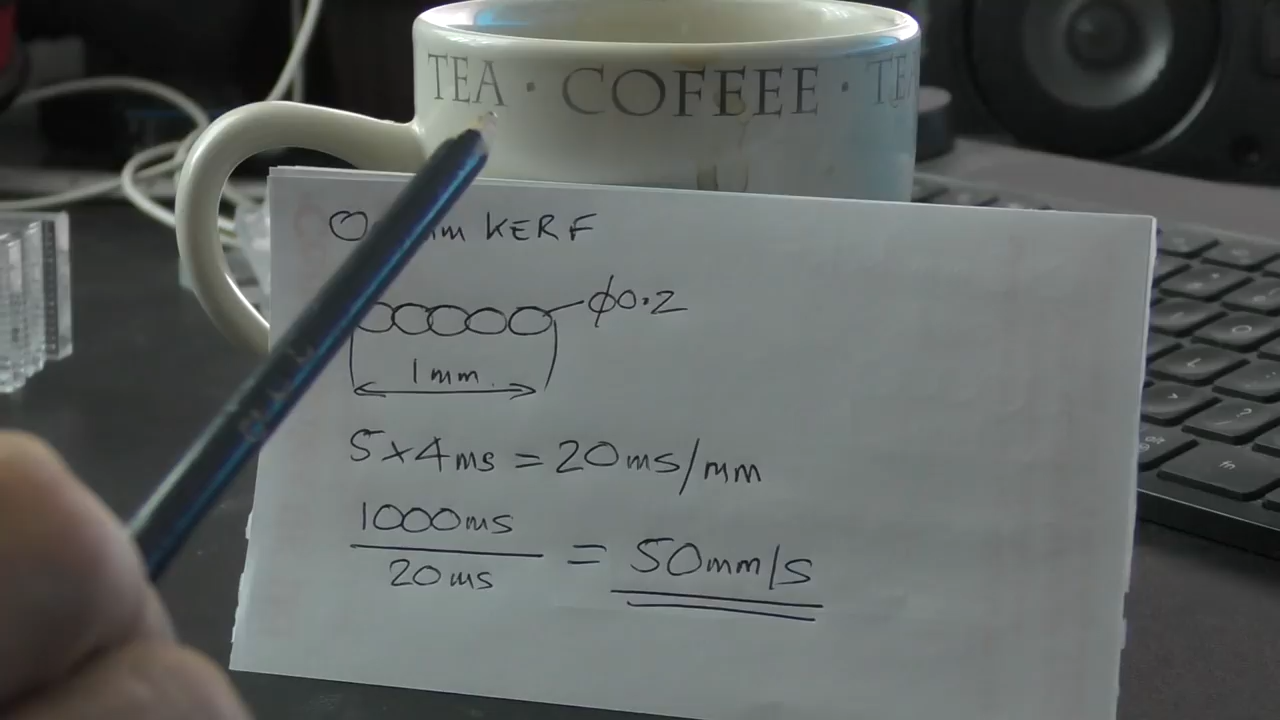 TEA · COFFEE · TE
KERF
φ0.2
1mm
5x4ms = 20ms/mm
1000ms
20ms
= 50mm/s